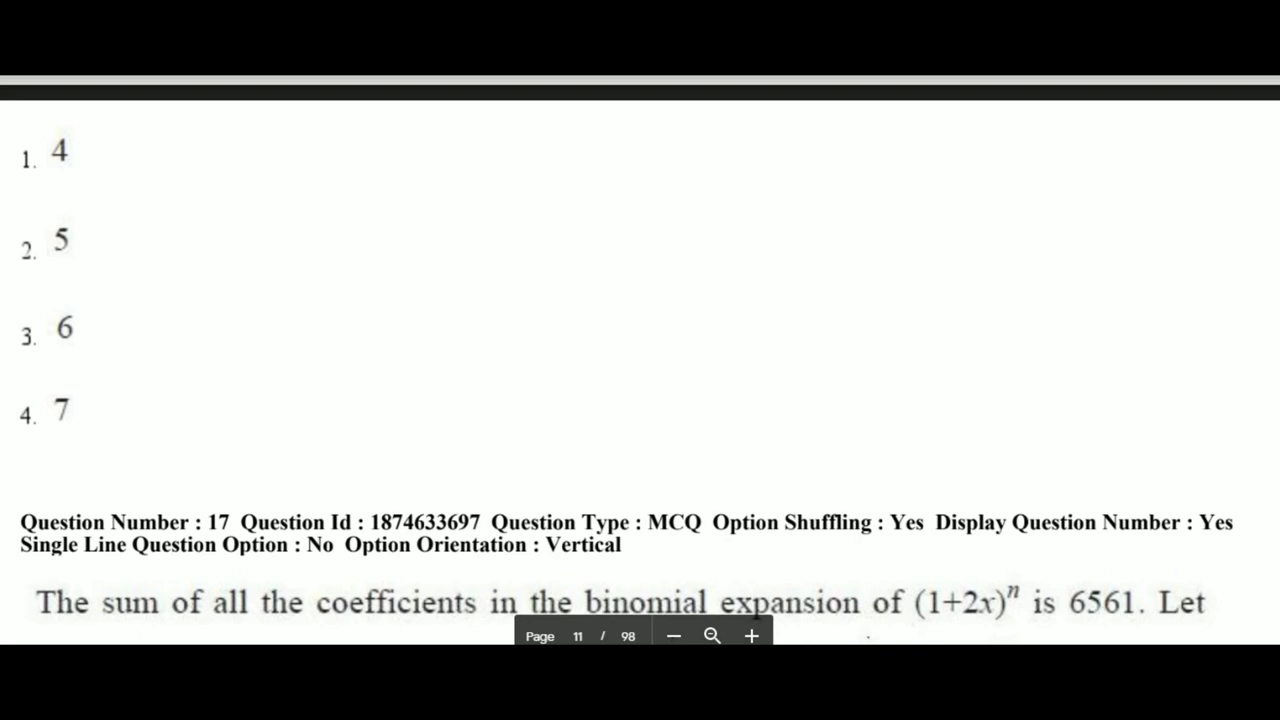 1. 4
2. 5
3. 6
4. 7
Question Number : 17 Question Id : 1874633697 Question Type : MCQ Option Shuffling : Yes Display Question Number : Yes
Single Line Question Option : No Option Orientation : Vertical
The sum of all the coefficients in the binomial expansion of (1+2x)ⁿ is 6561. Let
Page 11 / 98 — +